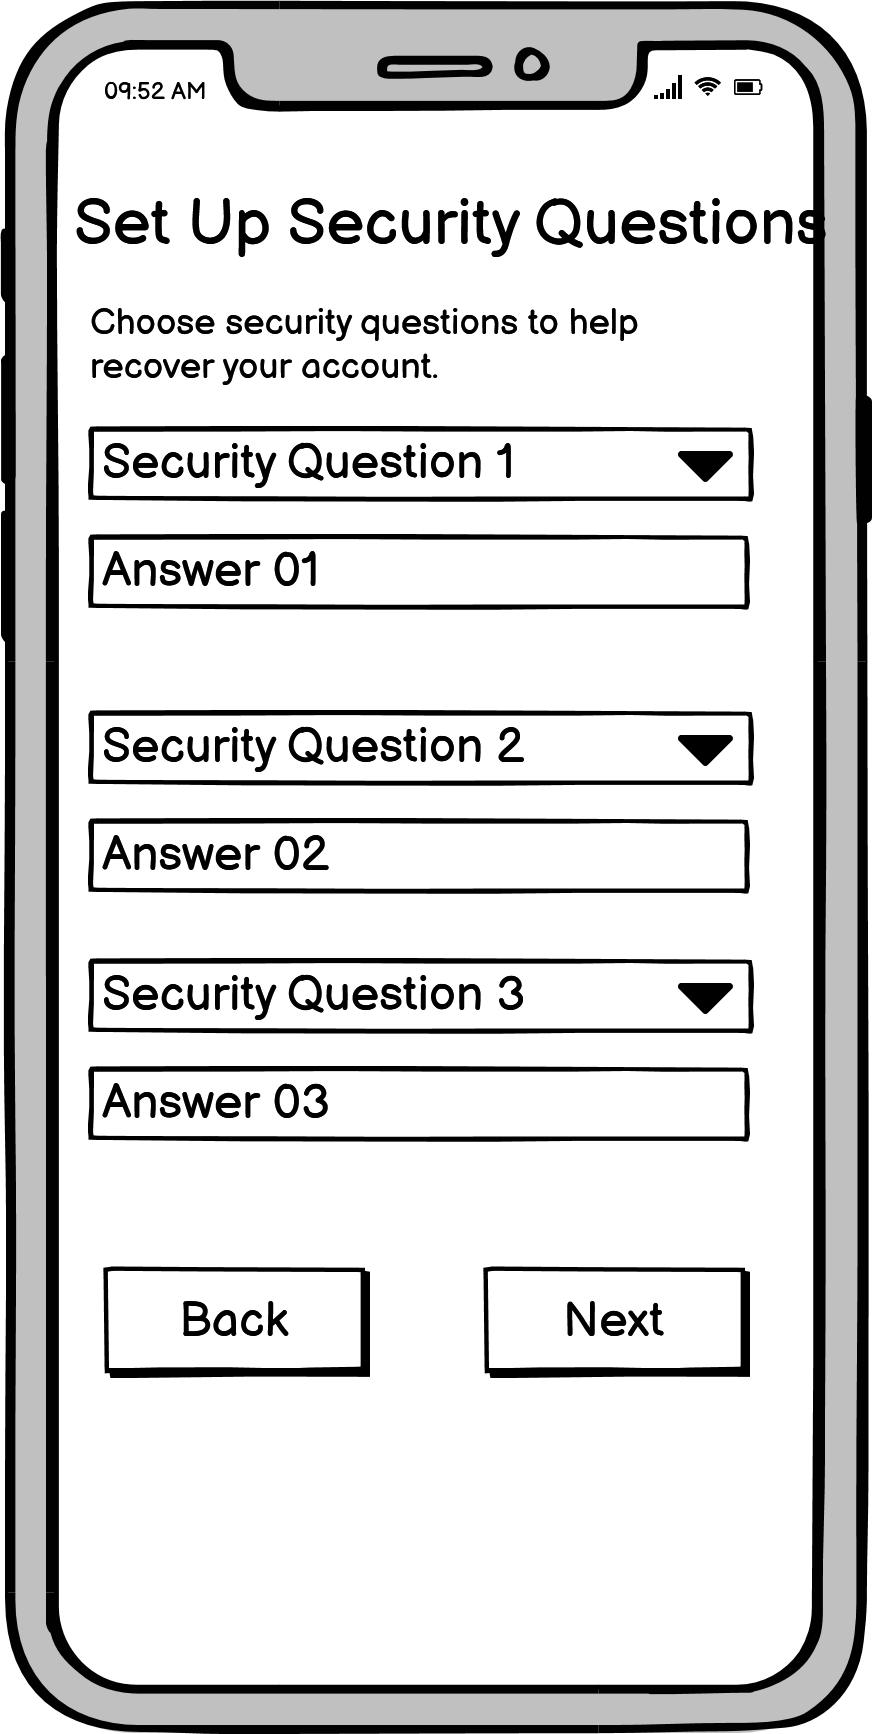 09:52 AM
Set Up Security Questions
Choose security questions to help
recover your account.
Security Question 1
Answer 01
Security Question 2
Answer 02
Security Question 3
Answer 03
Back
Next